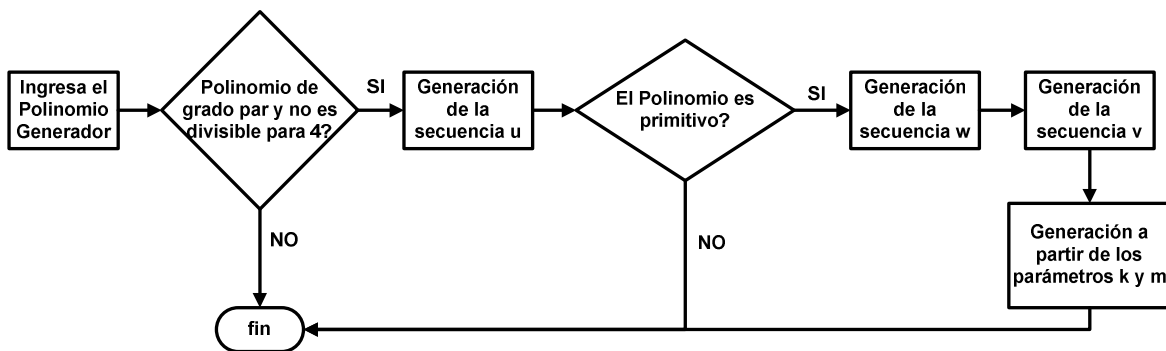 Ingresa el
Polinomio
Generador
Polinomio de
grado par y no es
divisible para 4?
SI
Generación
de la
secuencia u
El Polinomio es
primitivo?
SI
Generación
de la
secuencia w
Generación
de la
secuencia v
NO
NO
Generación a
partir de los
parámetros k y m
fin